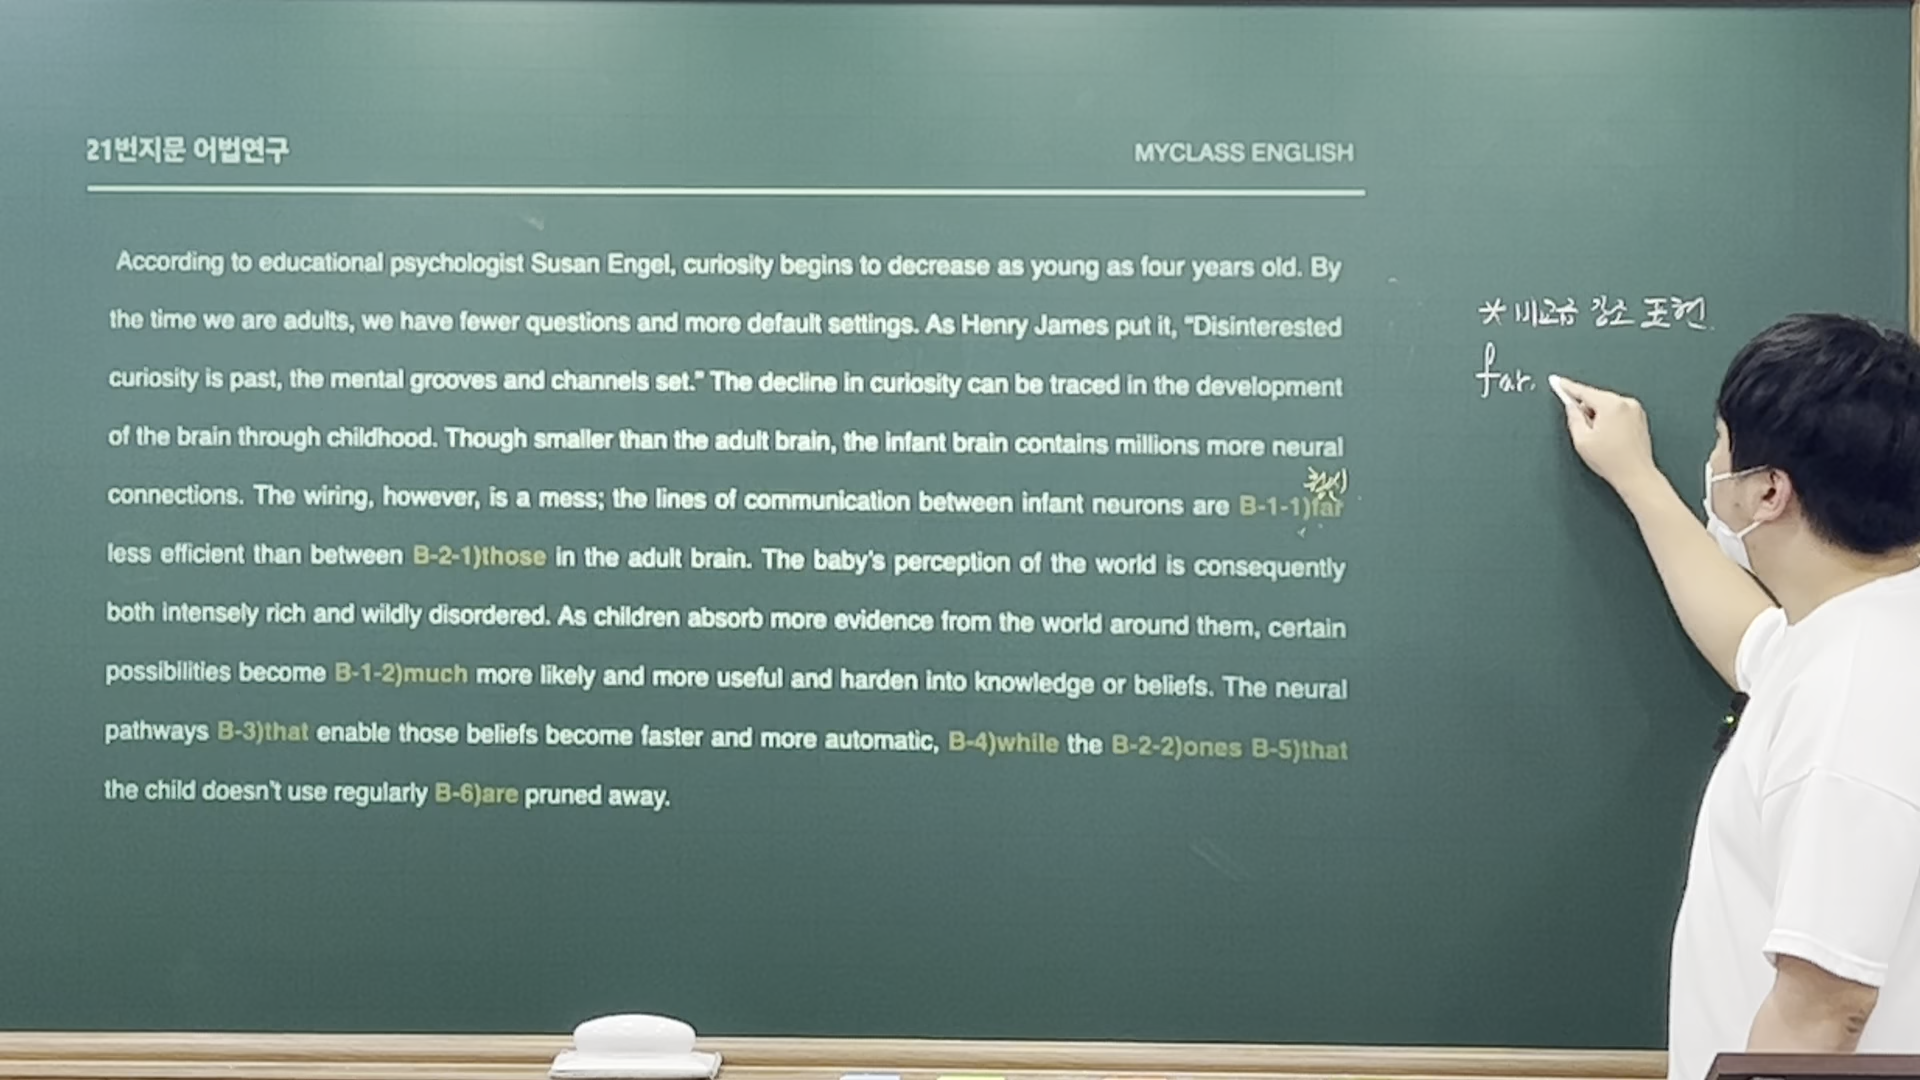 21번지문 어법연구
MYCLASS ENGLISH
According to educational psychologist Susan Engel, curiosity begins to decrease as young as four years old. By
the time we are adults, we have fewer questions and more default settings. As Henry James put it, “Disinterested
curiosity is past, the mental grooves and channels set.” The decline in curiosity can be traced in the development
of the brain through childhood. Though smaller than the adult brain, the infant brain contains millions more neural
connections. The wiring, however, is a mess; the lines of communication between infant neurons are B-1-1)far
less efficient than between B-2-1)those in the adult brain. The baby’s perception of the world is consequently
both intensely rich and wildly disordered. As children absorb more evidence from the world around them, certain
possibilities become B-1-2)much more likely and more useful and harden into knowledge or beliefs. The neural
pathways B-3)that enable those beliefs become faster and more automatic, B-4)while the B-2-2)ones B-5)that
the child doesn’t use regularly B-6)are pruned away.
훨씬
* 비교급 강조 표현.
far.